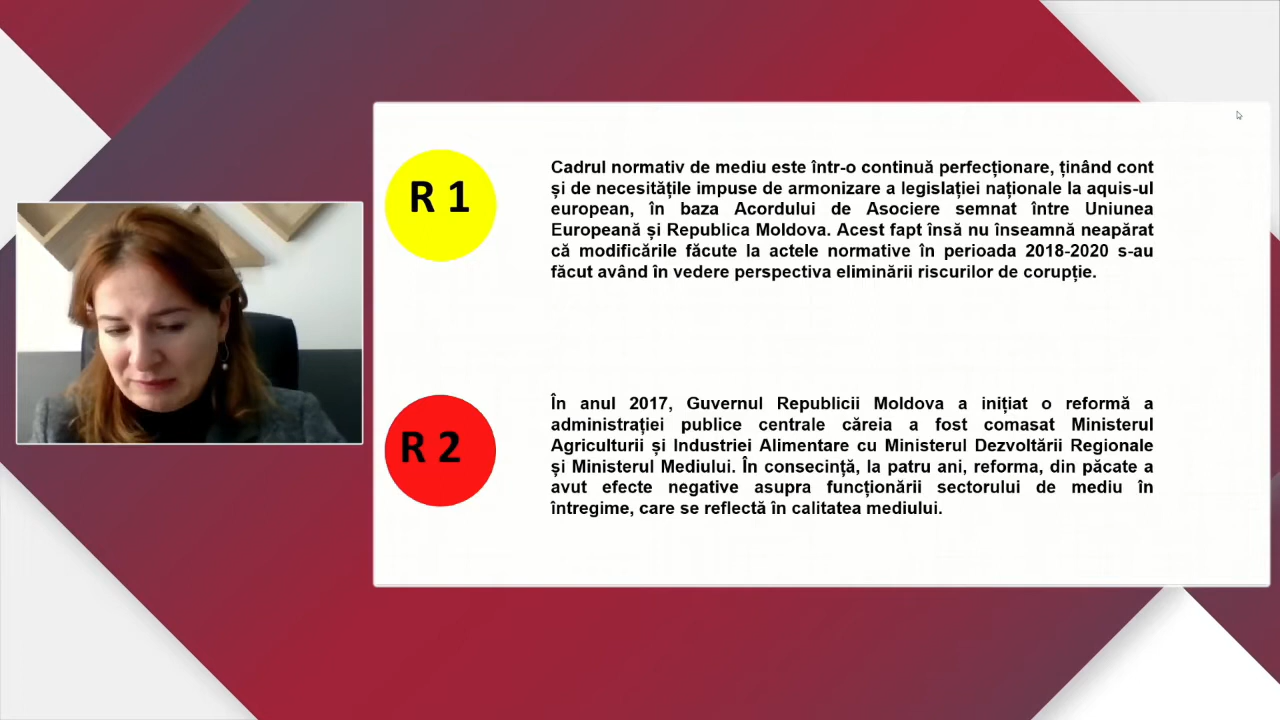 R 1
Cadrul normativ de mediu este într-o continuă perfecționare, ținând cont
și de necesitățile impuse de armonizare a legislației naționale la aquis-ul
european, în baza Acordului de Asociere semnat între Uniunea
Europeană și Republica Moldova. Acest fapt însă nu înseamnă neapărat
că modificările făcute la actele normative în perioada 2018-2020 s-au
făcut având în vedere perspectiva eliminării riscurilor de corupție.
R 2
În anul 2017, Guvernul Republicii Moldova a inițiat o reformă a
administrației publice centrale căreia a fost comasat Ministerul
Agriculturii și Industriei Alimentare cu Ministerul Dezvoltării Regionale
și Ministerul Mediului. În consecință, la patru ani, reforma, din păcate a
avut efecte negative asupra funcționării sectorului de mediu în
întregime, care se reflectă în calitatea mediului.